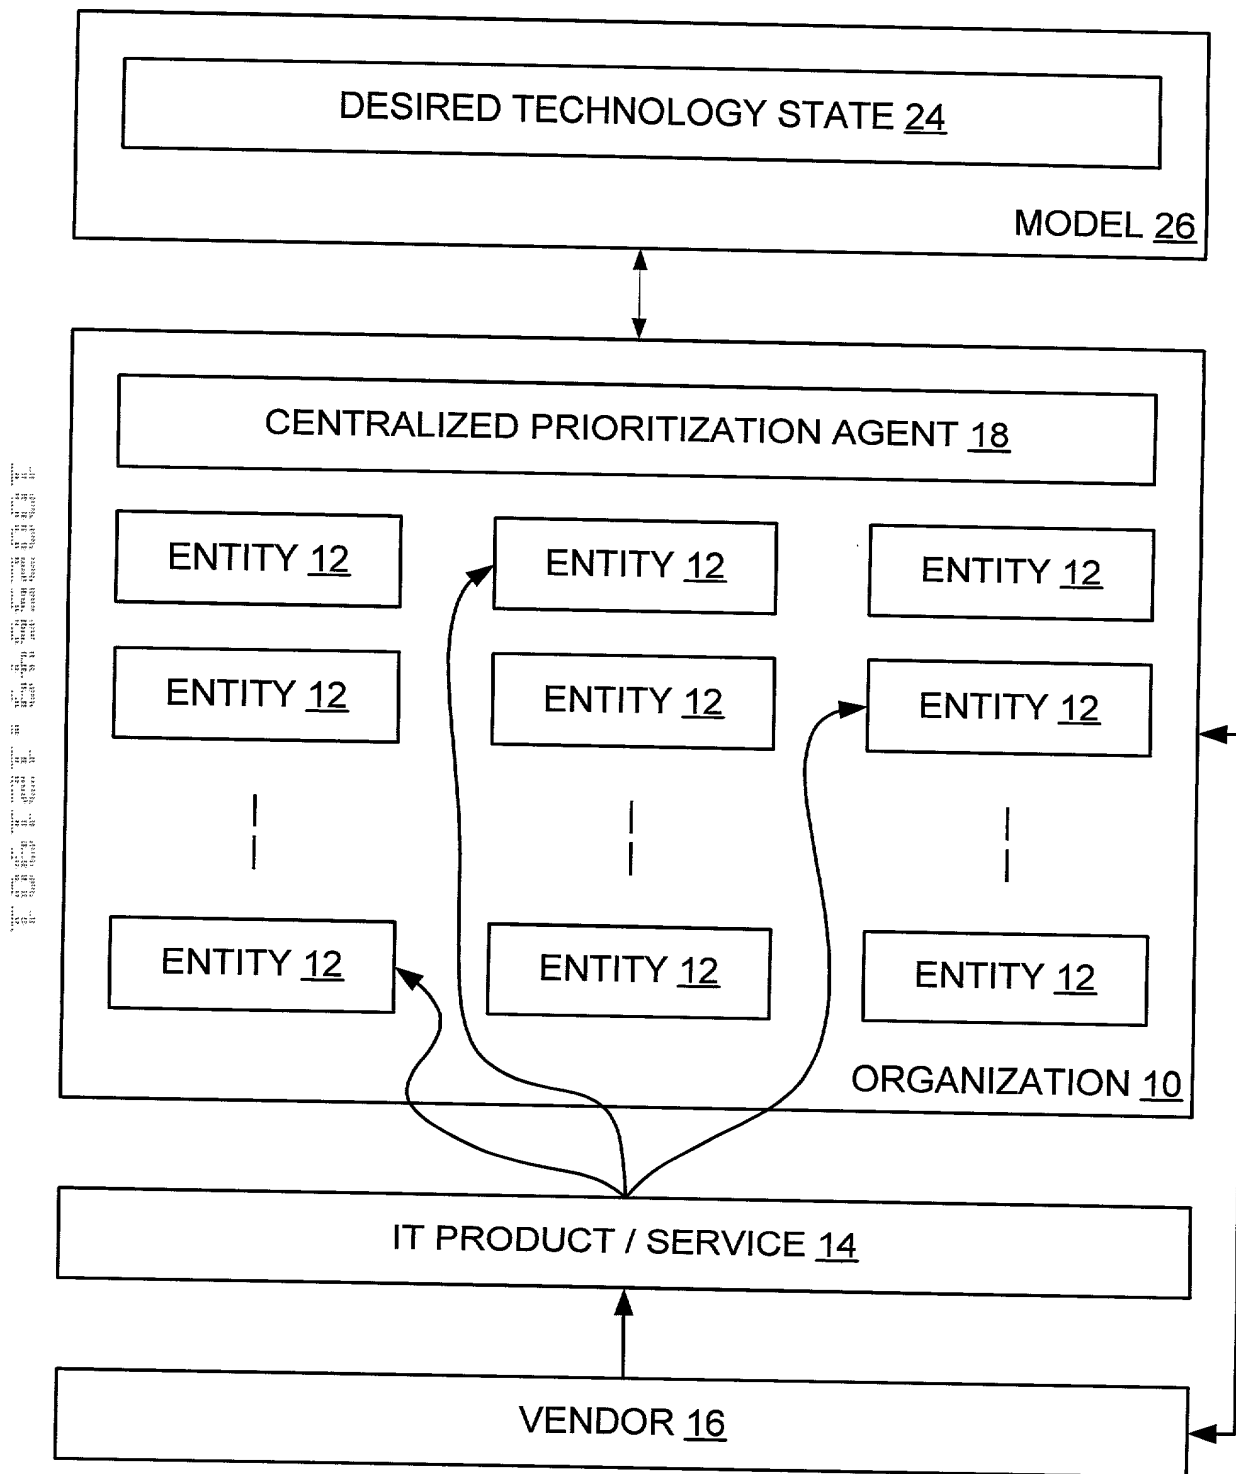 DESIRED TECHNOLOGY STATE 24
MODEL 26
CENTRALIZED PRIORITIZATION AGENT 18
ENTITY 12
ENTITY 12
ENTITY 12
ENTITY 12
ENTITY 12
ENTITY 12
ENTITY 12
ENTITY 12
ENTITY 12
ORGANIZATION 10
IT PRODUCT / SERVICE 14
VENDOR 16